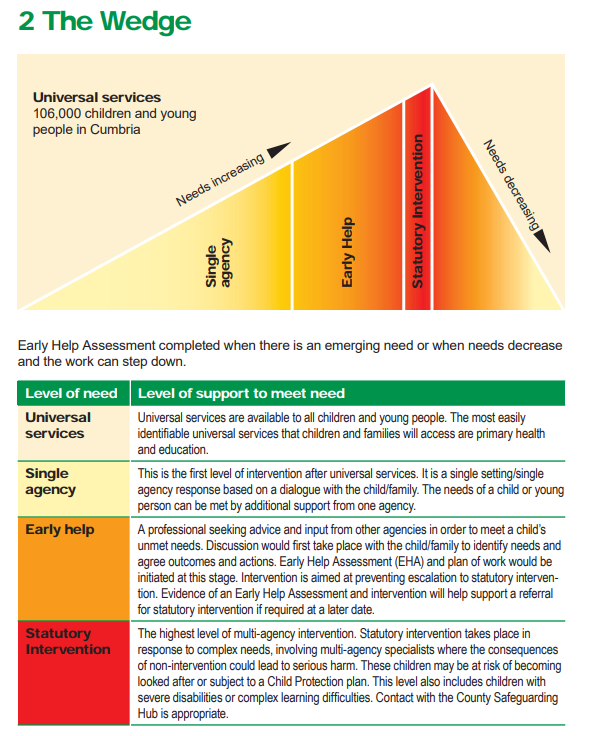 2 The Wedge
Universal services
106,000 children and young
people in Cumbria
Needs increasing
Single
agency
Early Help
Statutory Intervention
Needs decreasing
Early Help Assessment completed when there is an emerging need or when needs decrease
and the work can step down.
Level of need
Level of support to meet need
Universal
services
Universal services are available to all children and young people. The most easily
identifiable universal services that children and families will access are primary health
and education.
Single
agency
This is the first level of intervention after universal services. It is a single setting/single
agency response based on a dialogue with the child/family. The needs of a child or young
person can be met by additional support from one agency.
Early help
A professional seeking advice and input from other agencies in order to meet a child's
unmet needs. Discussion would first take place with the child/family to identify needs and
agree outcomes and actions. Early Help Assessment (EHA) and plan of work would be
initiated at this stage. Intervention is aimed at preventing escalation to statutory interven-
tion. Evidence of an Early Help Assessment and intervention will help support a referral
for statutory intervention if required at a later date.
Statutory
Intervention
The highest level of multi-agency intervention. Statutory intervention takes place in
response to complex needs, involving multi-agency specialists where the consequences
of non-intervention could lead to serious harm. These children may be at risk of becoming
looked after or subject to a Child Protection plan. This level also includes children with
severe disabilities or complex learning difficulties. Contact with the County Safeguarding
Hub is appropriate.